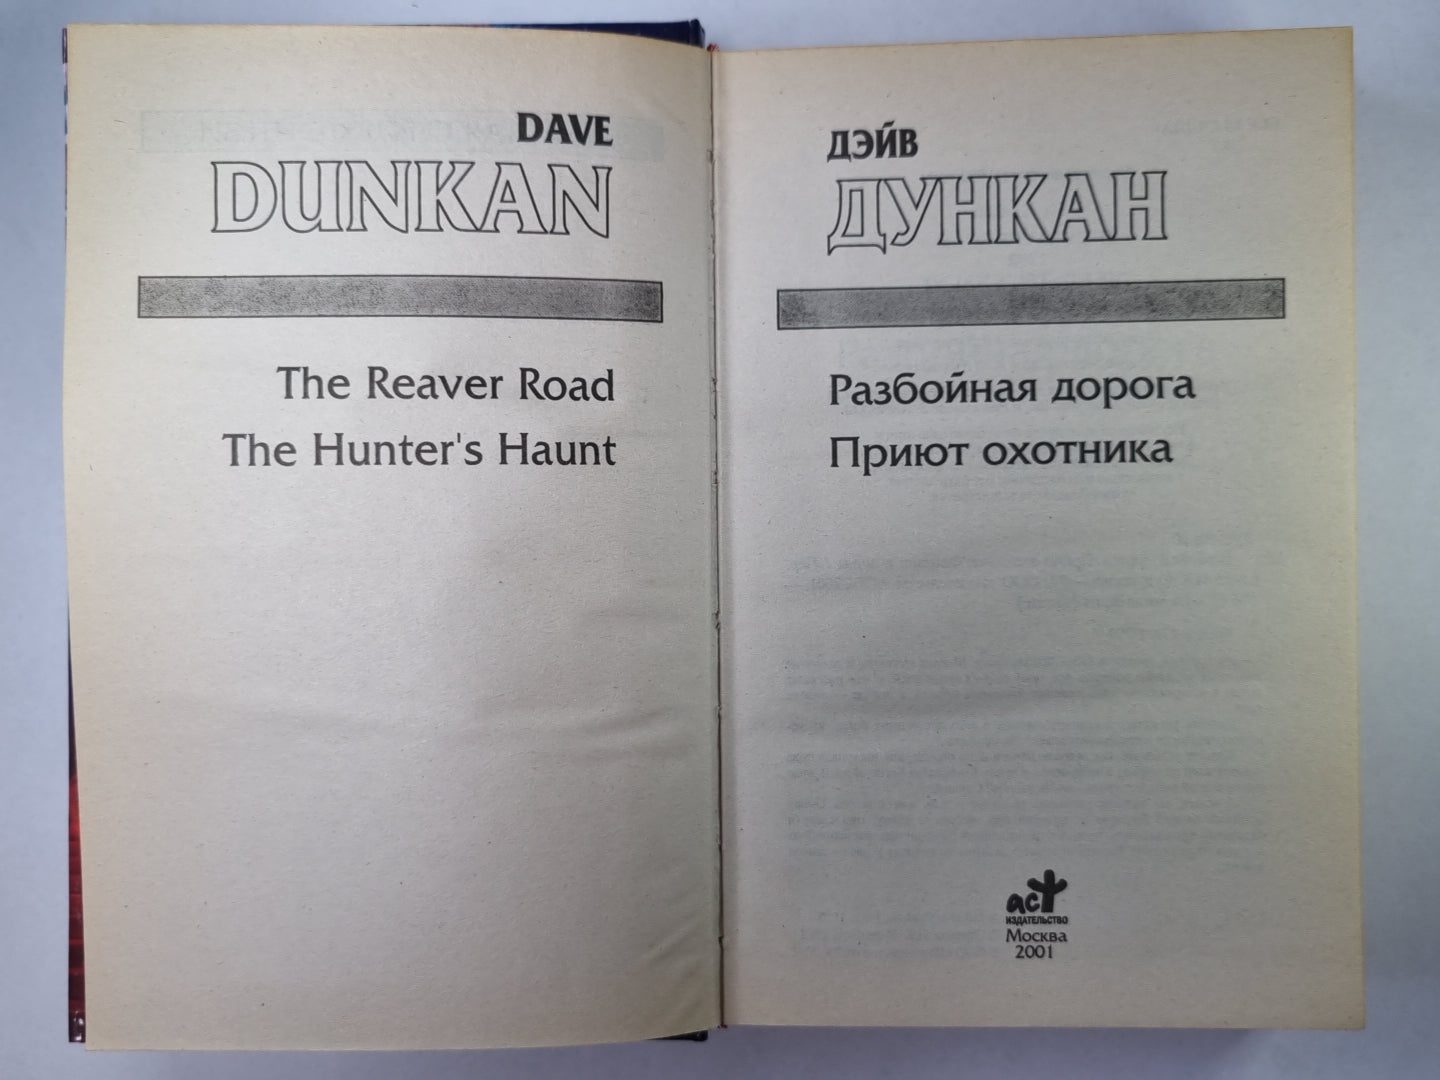 DAVE
DUNKAN
The Reaver Road
The Hunter's Haunt
ДЭЙВ
ДУНКАН
Разбойная дорога
Приют охотника
аст
ИЗДАТЕЛЬСТВО
Москва
2001